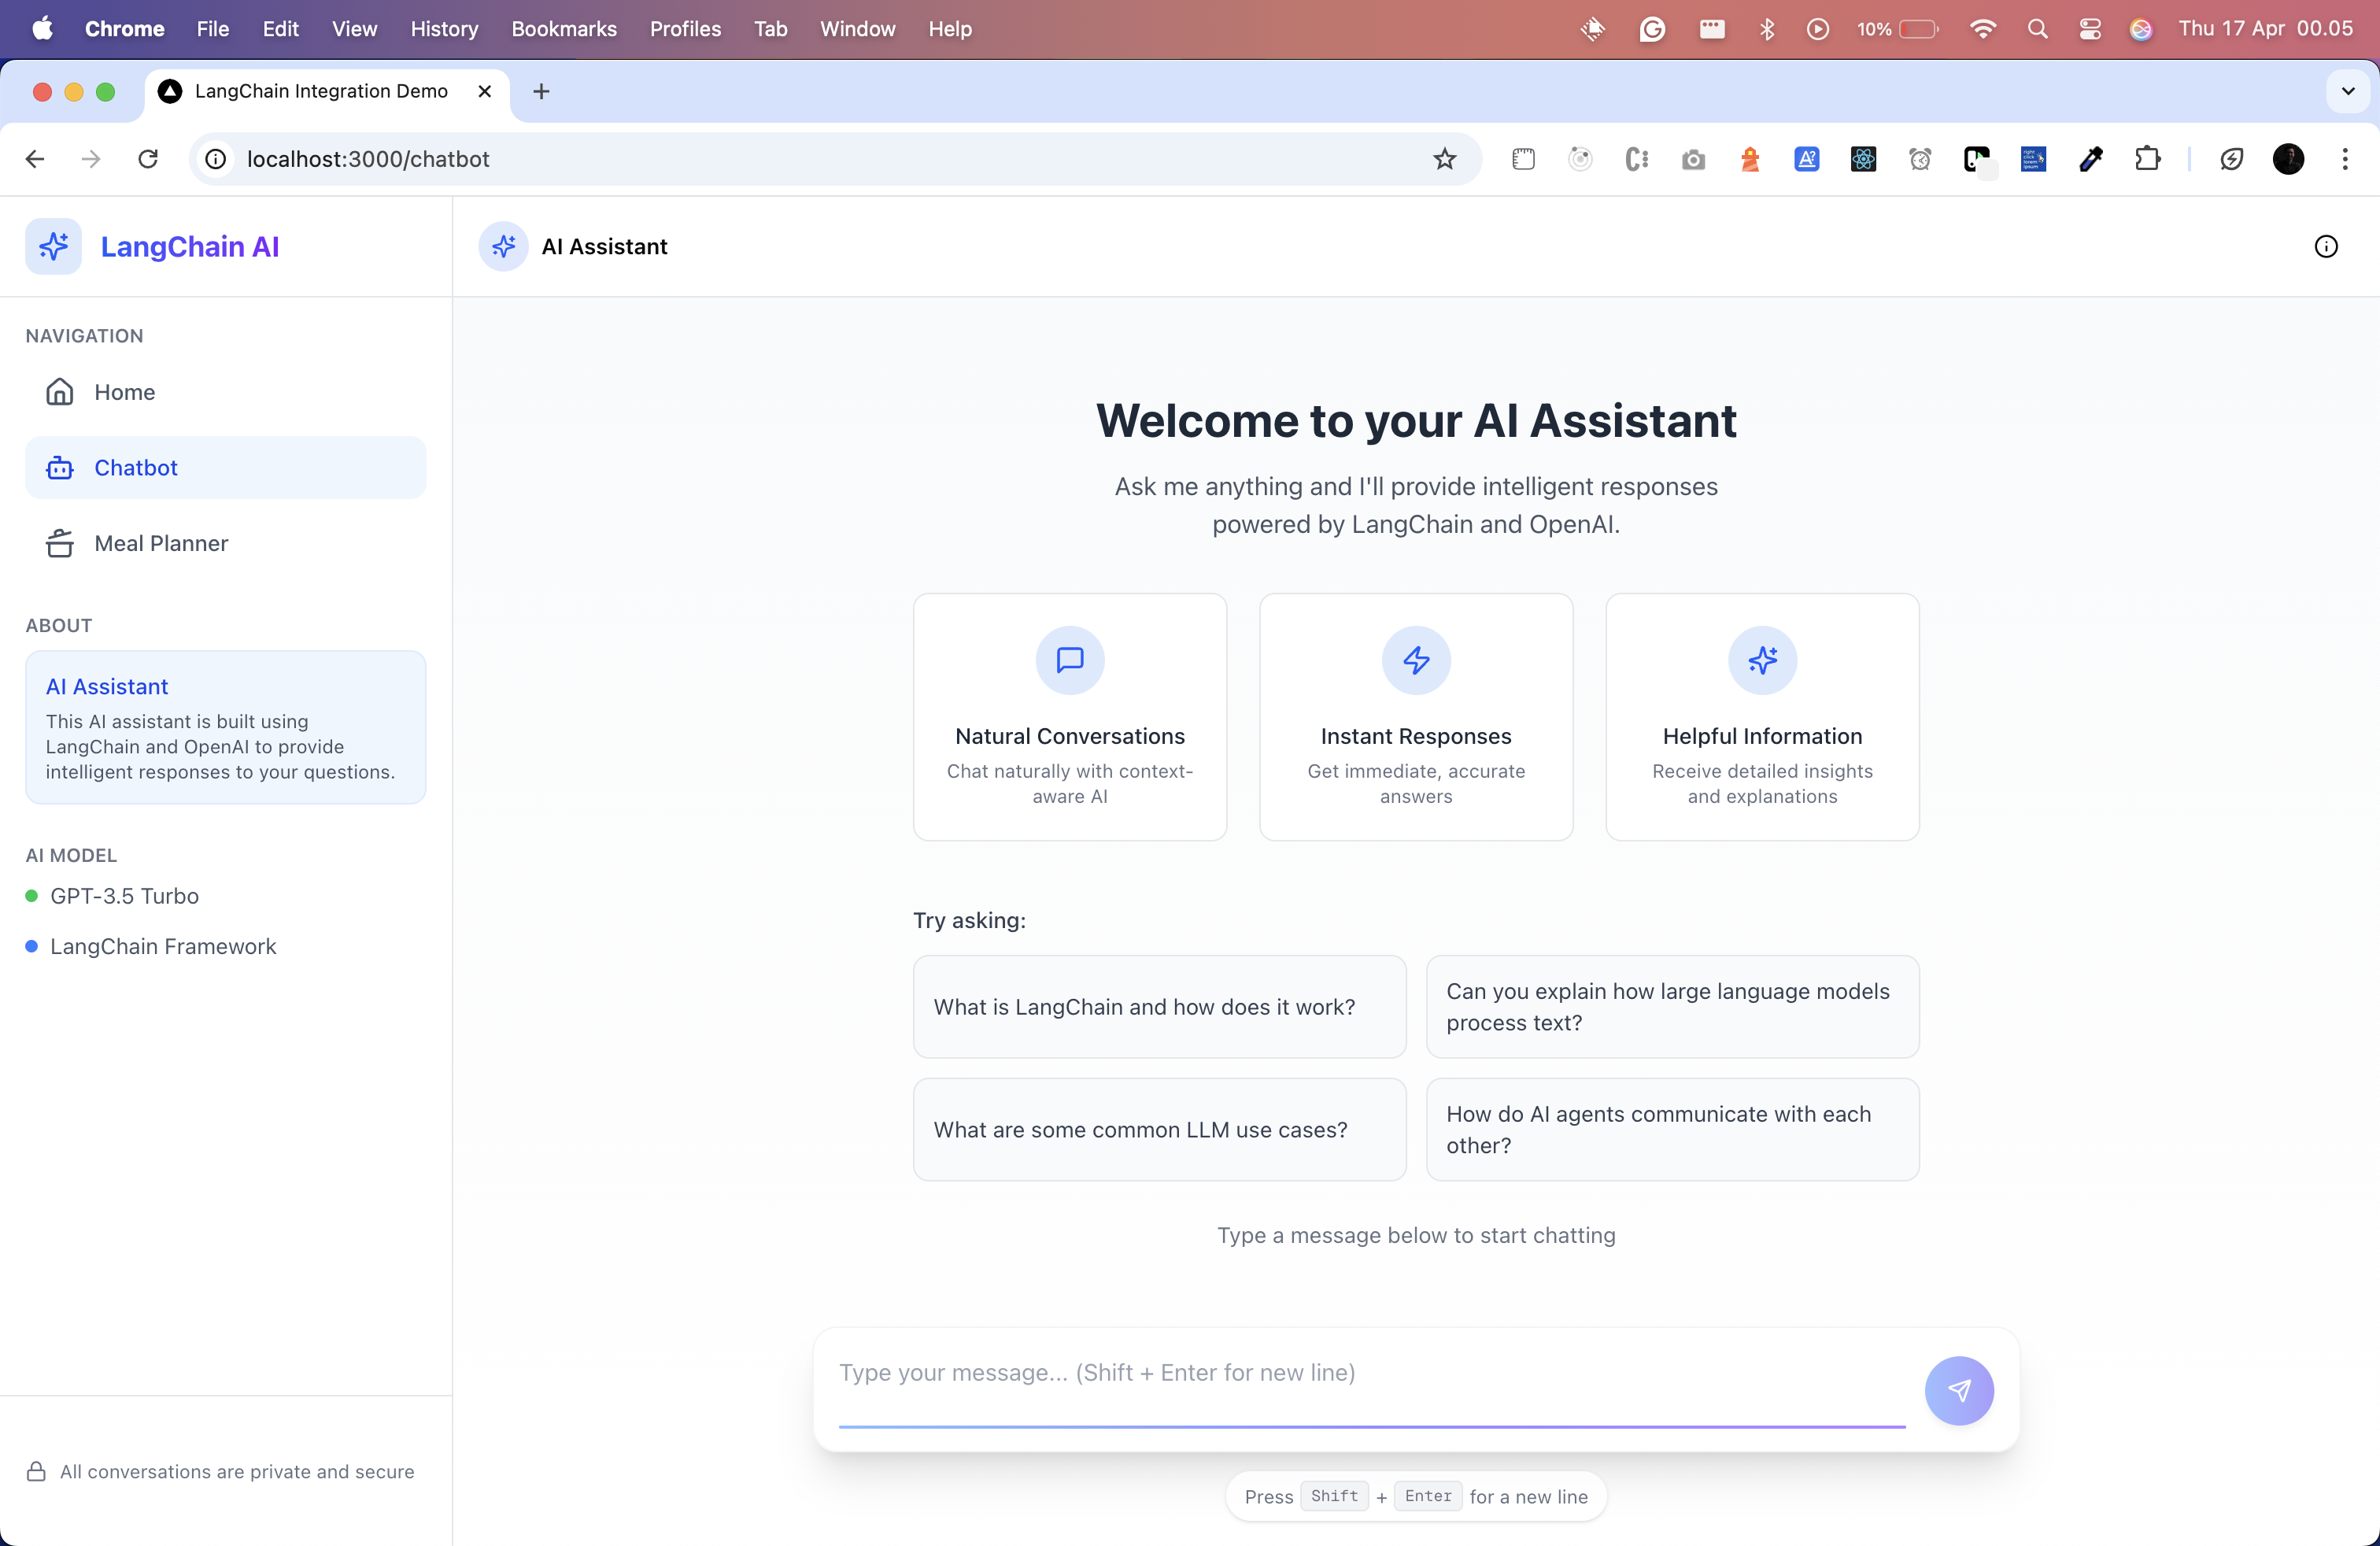 Chrome File Edit View History Bookmarks Profiles Tab Window Help 10% Thu 17 Apr 00.05
LangChain Integration Demo
localhost:3000/chatbot
LangChain AI
NAVIGATION
Home
Chatbot
Meal Planner
ABOUT
AI Assistant
This AI assistant is built using
LangChain and OpenAI to provide
intelligent responses to your questions.
AI MODEL
GPT-3.5 Turbo
LangChain Framework
All conversations are private and secure
AI Assistant
Welcome to your AI Assistant
Ask me anything and I'll provide intelligent responses
powered by LangChain and OpenAI.
Natural Conversations
Chat naturally with context-
aware AI
Instant Responses
Get immediate, accurate
answers
Helpful Information
Receive detailed insights
and explanations
Try asking:
What is LangChain and how does it work?
Can you explain how large language models
process text?
What are some common LLM use cases?
How do AI agents communicate with each
other?
Type a message below to start chatting
Type your message... (Shift + Enter for new line)
Press Shift + Enter for a new line